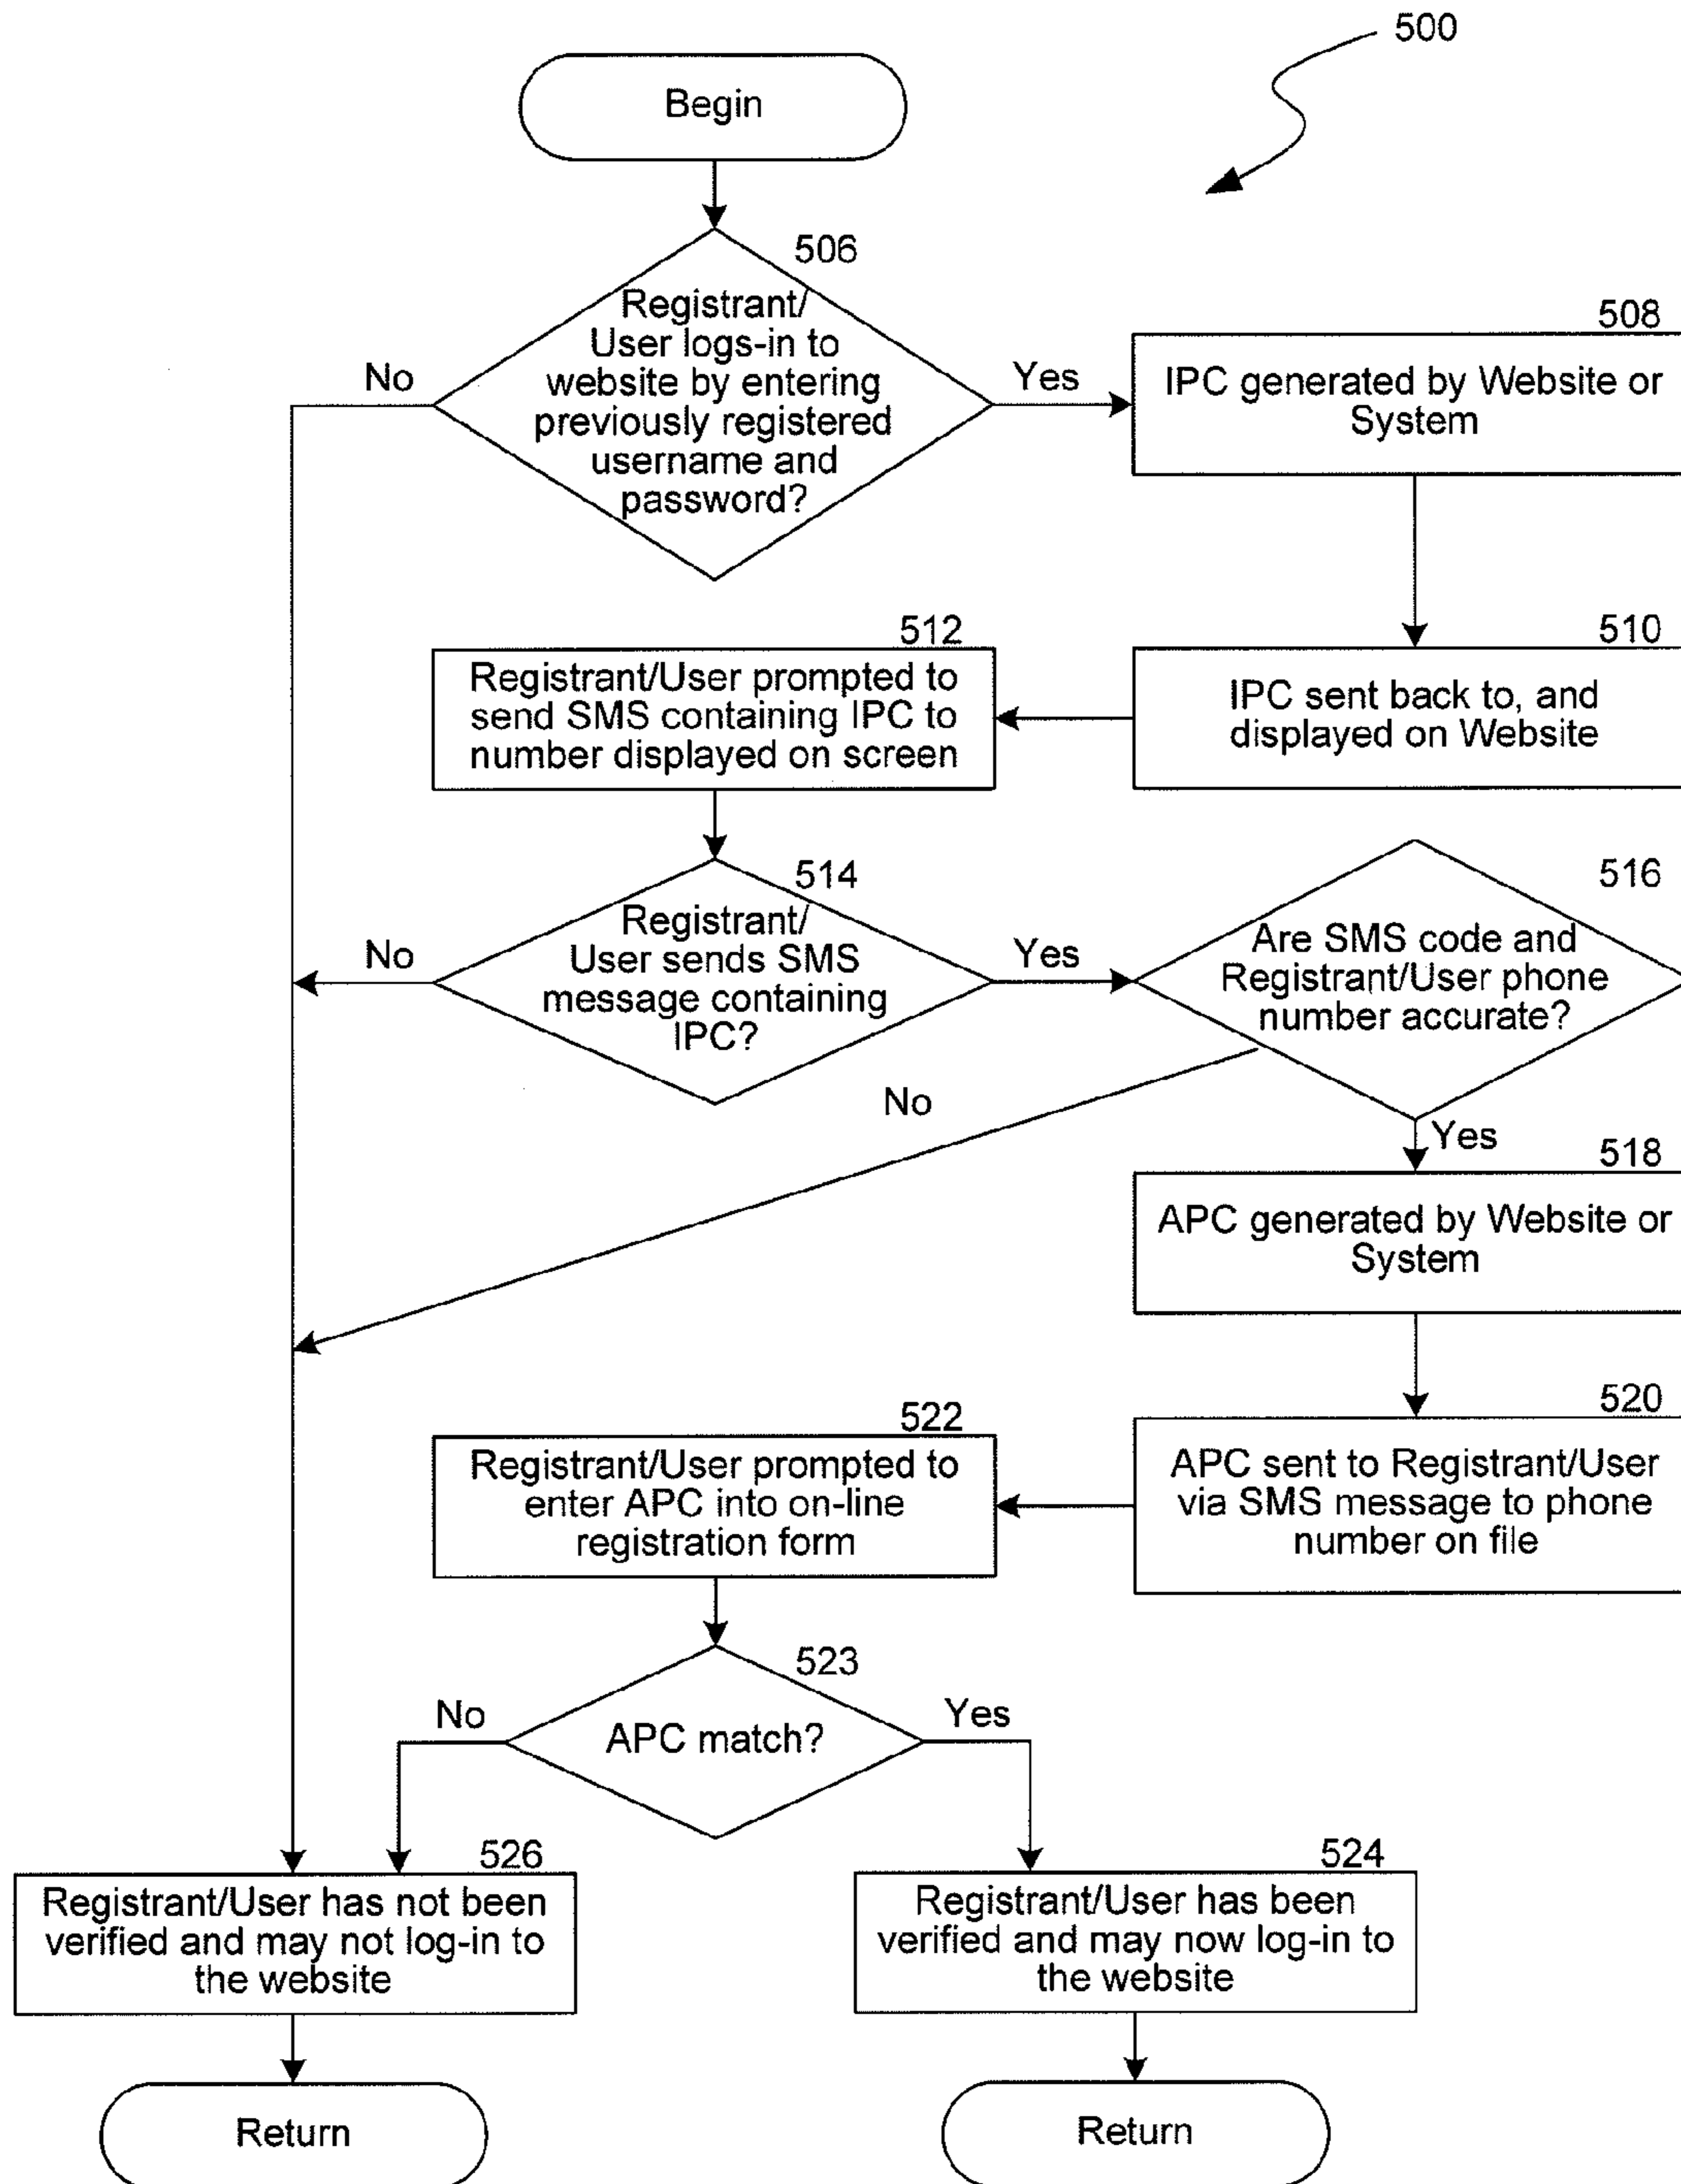 500
Begin
506
Registrant/
User logs-in to
website by entering
previously registered
username and
password?
No
Yes
508
IPC generated by Website or
System
510
IPC sent back to, and
displayed on Website
512
Registrant/User prompted to
send SMS containing IPC to
number displayed on screen
514
Registrant/
User sends SMS
message containing
IPC?
No
Yes
516
Are SMS code and
Registrant/User phone
number accurate?
No
Yes
518
APC generated by Website or
System
520
APC sent to Registrant/User
via SMS message to phone
number on file
522
Registrant/User prompted to
enter APC into on-line
registration form
523
APC match?
No
Yes
526
Registrant/User has not been
verified and may not log-in to
the website
524
Registrant/User has been
verified and may now log-in to
the website
Return
Return